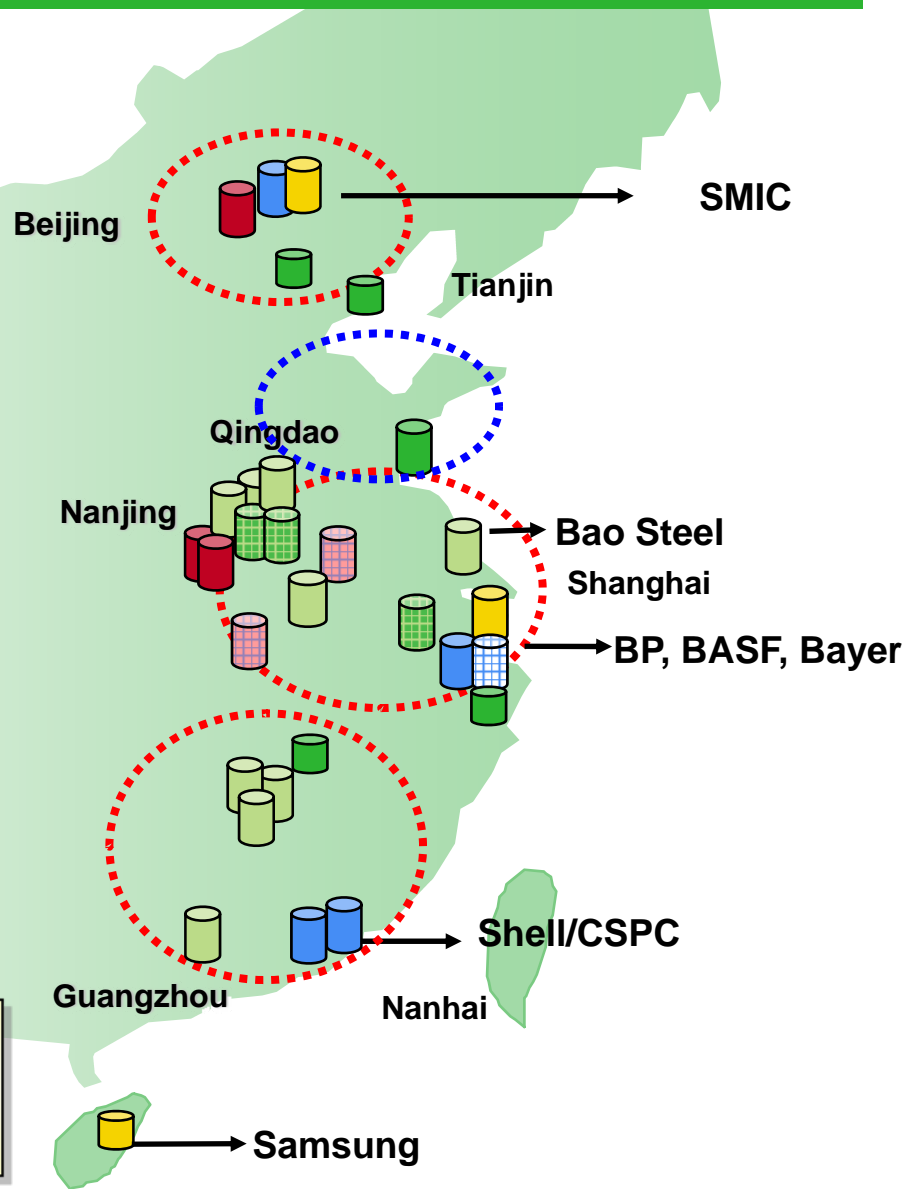 SMIC
Beijing
Tianjin
Qingdao
Nanjing
Bao Steel
Shanghai
BP, BASF, Bayer
Shell/CSPC
Guangzhou
Nanhai
Samsung